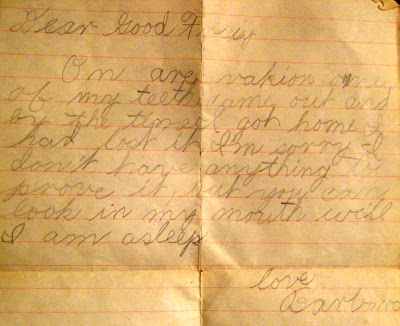 Dear Good Fairy
On are vakion one
of my teeth came out and
by the time I got home I
had lost it. I'm sorry I
don't have anything to
prove it, but you can
look in my mouth wiol
I am asleep
love
Barbara